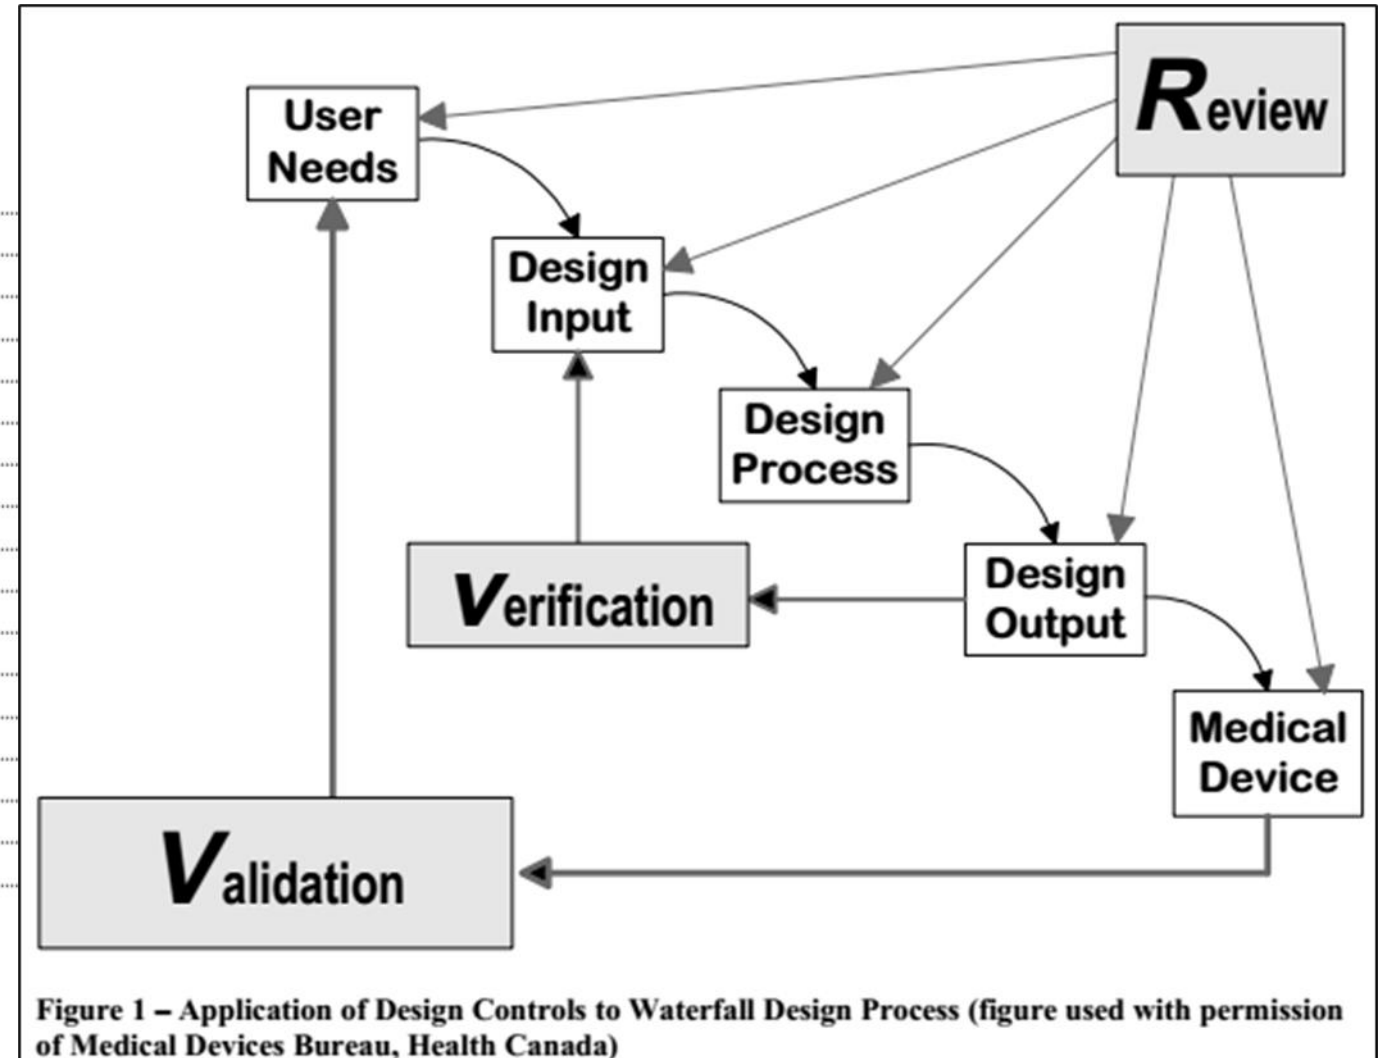 Review
User
Needs
Design
Input
Design
Process
Verification
Design
Output
Medical
Device
Validation
Figure 1 – Application of Design Controls to Waterfall Design Process (figure used with permission
of Medical Devices Bureau, Health Canada)